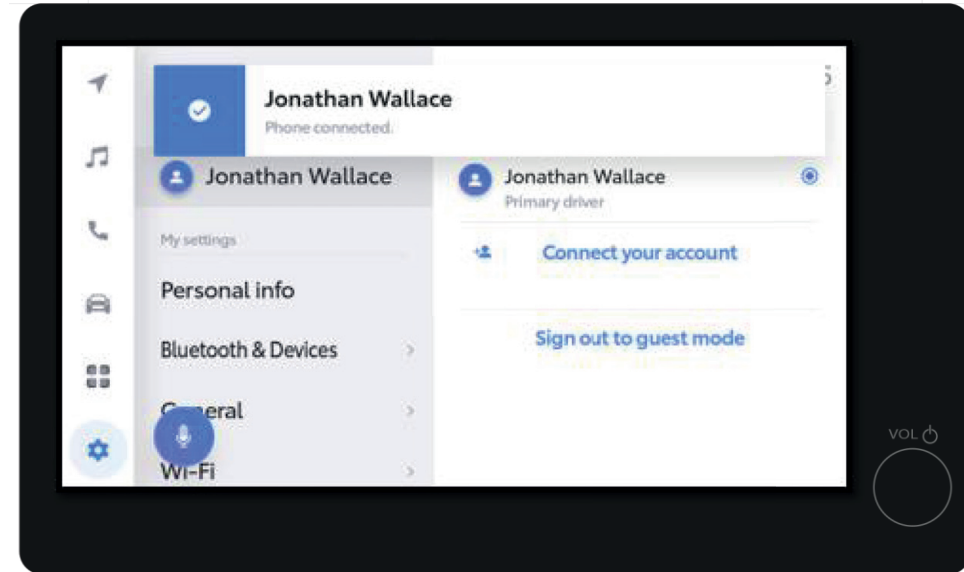 Jonathan Wallace
Phone connected.
Jonathan Wallace
My settings
Personal info
Bluetooth & Devices
General
Wi-Fi
Jonathan Wallace
Primary driver
Connect your account
Sign out to guest mode
VOL